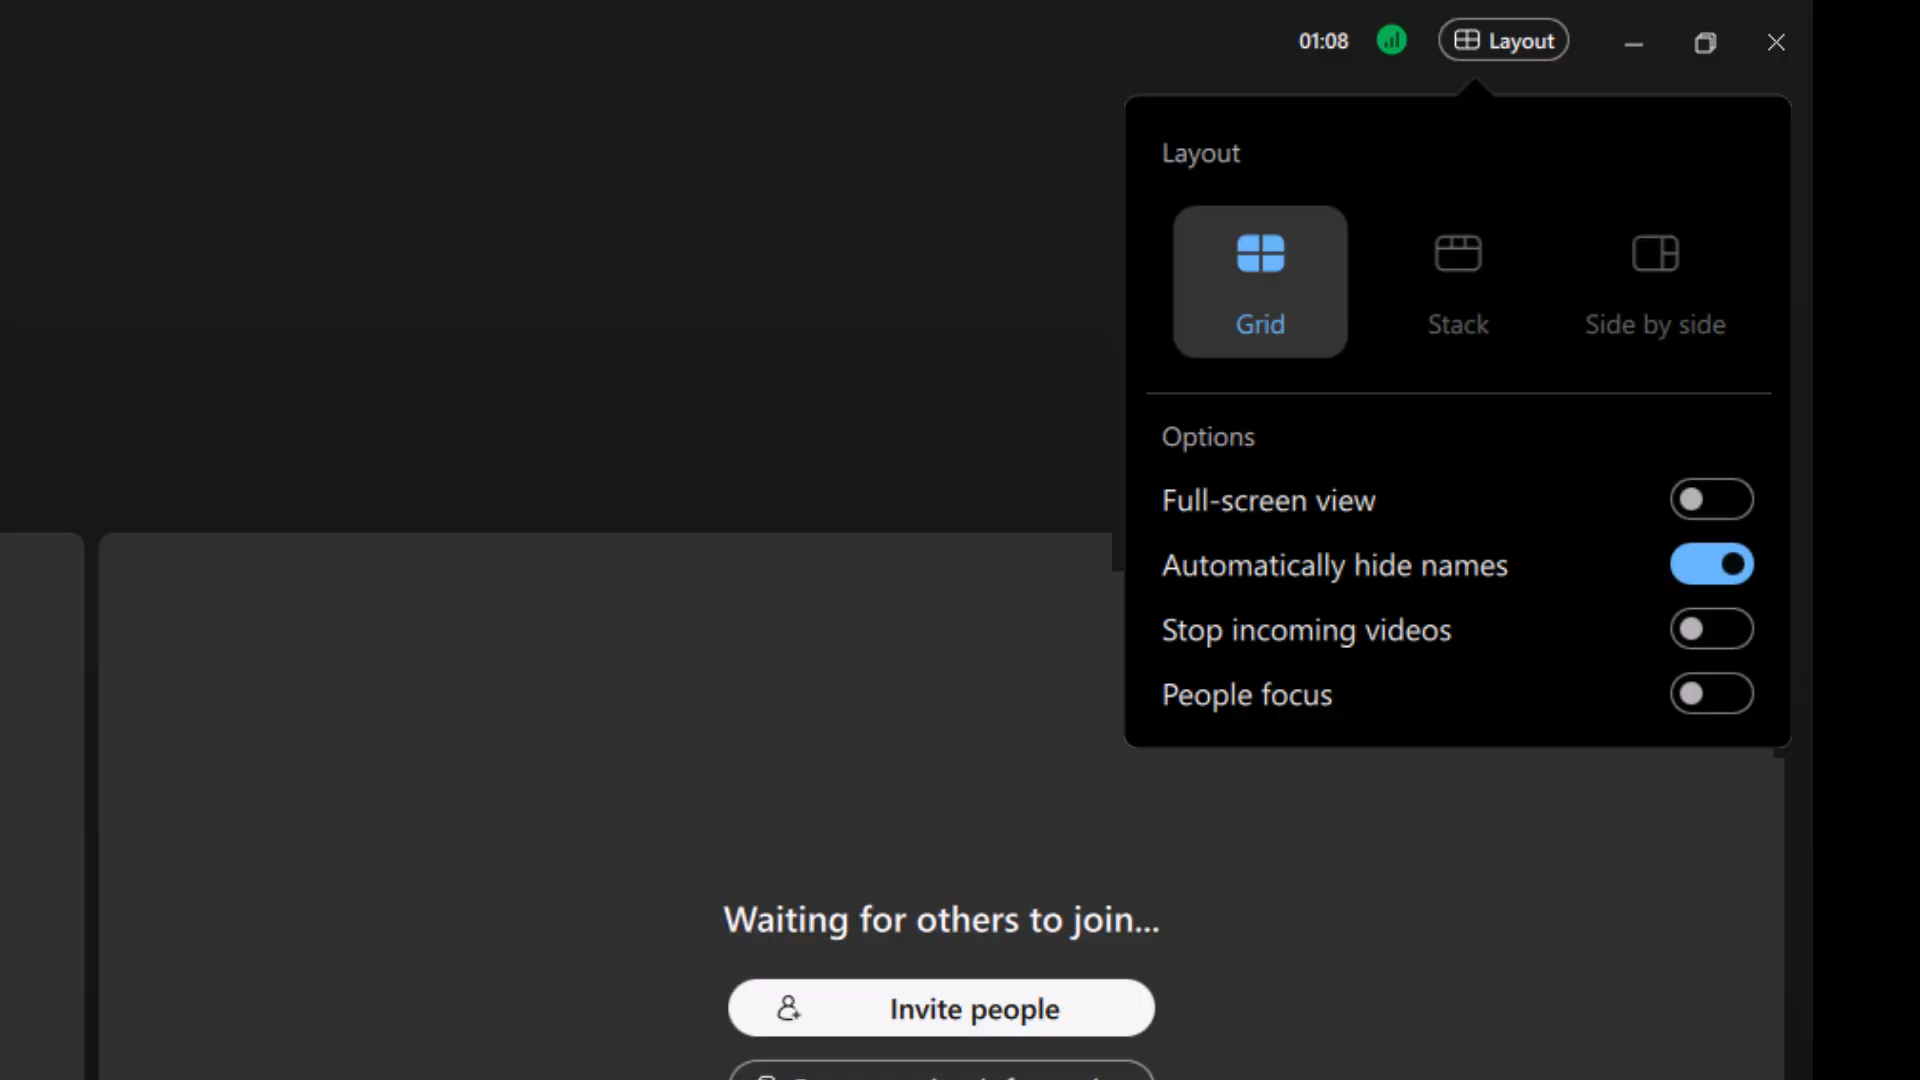 01:08 Layout
Layout
Grid Stack Side by side
Options
Full-screen view
Automatically hide names
Stop incoming videos
People focus
Waiting for others to join...
Invite people